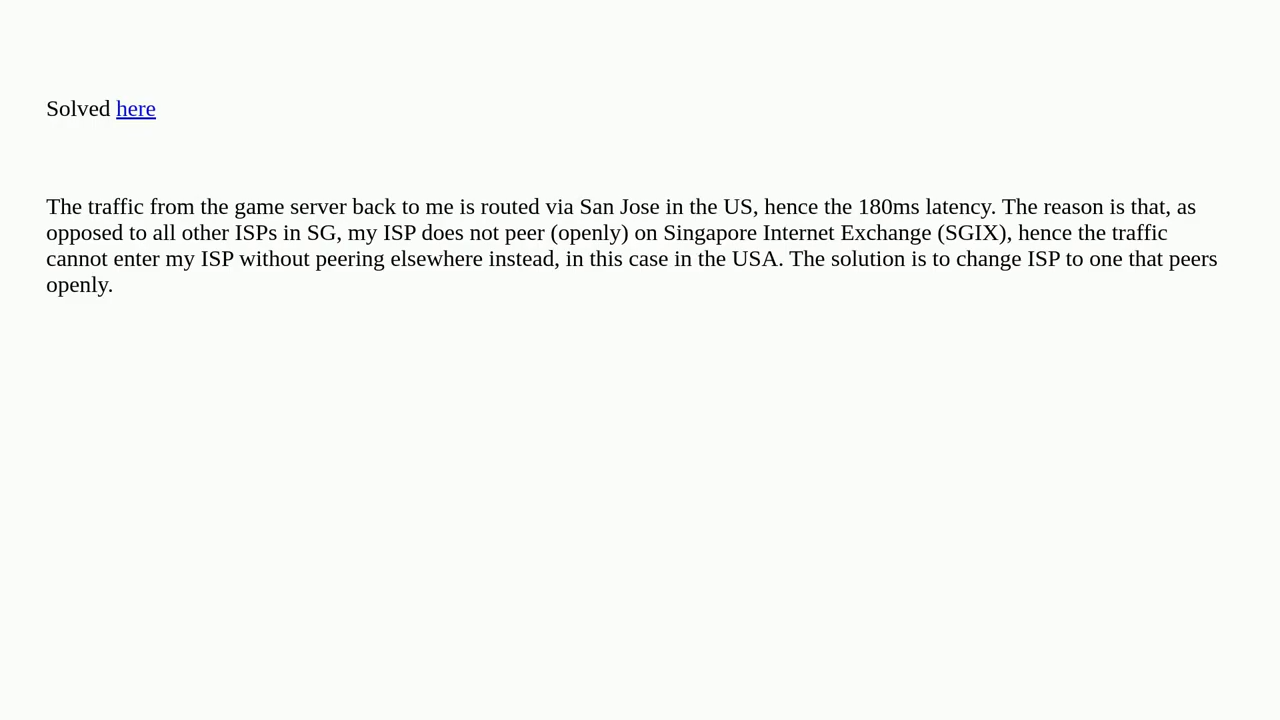 Solved here
The traffic from the game server back to me is routed via San Jose in the US, hence the 180ms latency. The reason is that, as
opposed to all other ISPs in SG, my ISP does not peer (openly) on Singapore Internet Exchange (SGIX), hence the traffic
cannot enter my ISP without peering elsewhere instead, in this case in the USA. The solution is to change ISP to one that peers
openly.